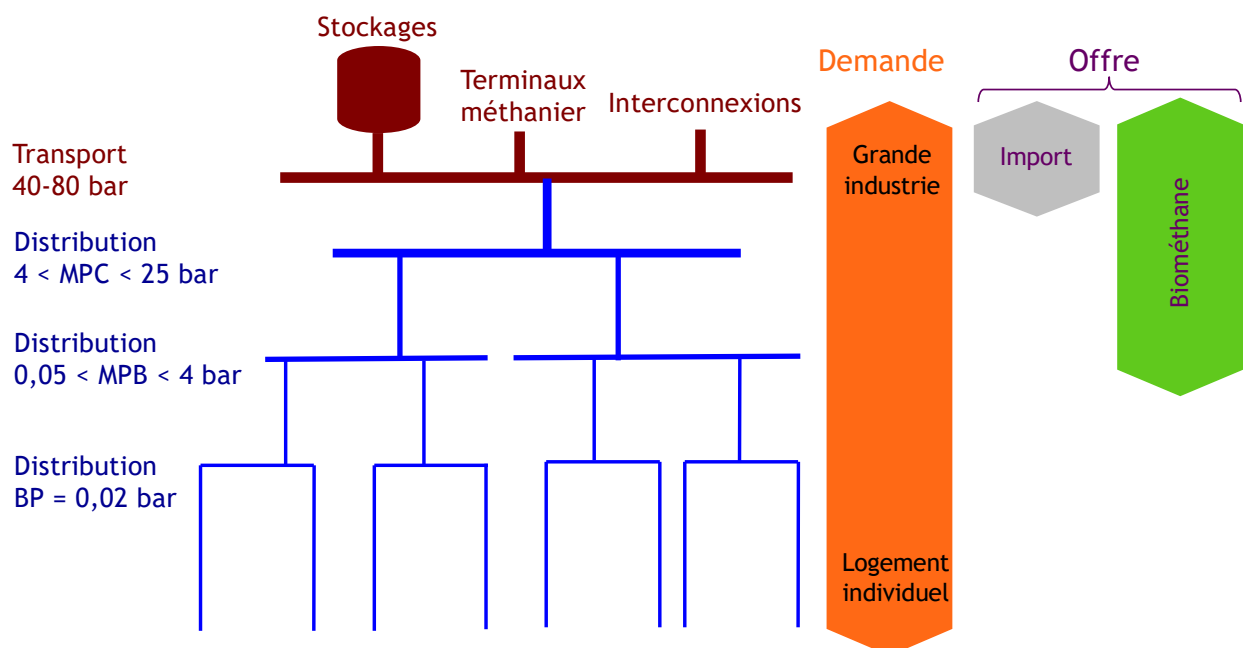 Stockages
Terminaux
méthanier
Interconnexions
Demande
Offre
Transport
40-80 bar
Grande
industrie
Import
Biométhane
Distribution
4 < MPC < 25 bar
Distribution
0,05 < MPB < 4 bar
Distribution
BP = 0,02 bar
Logement
individuel